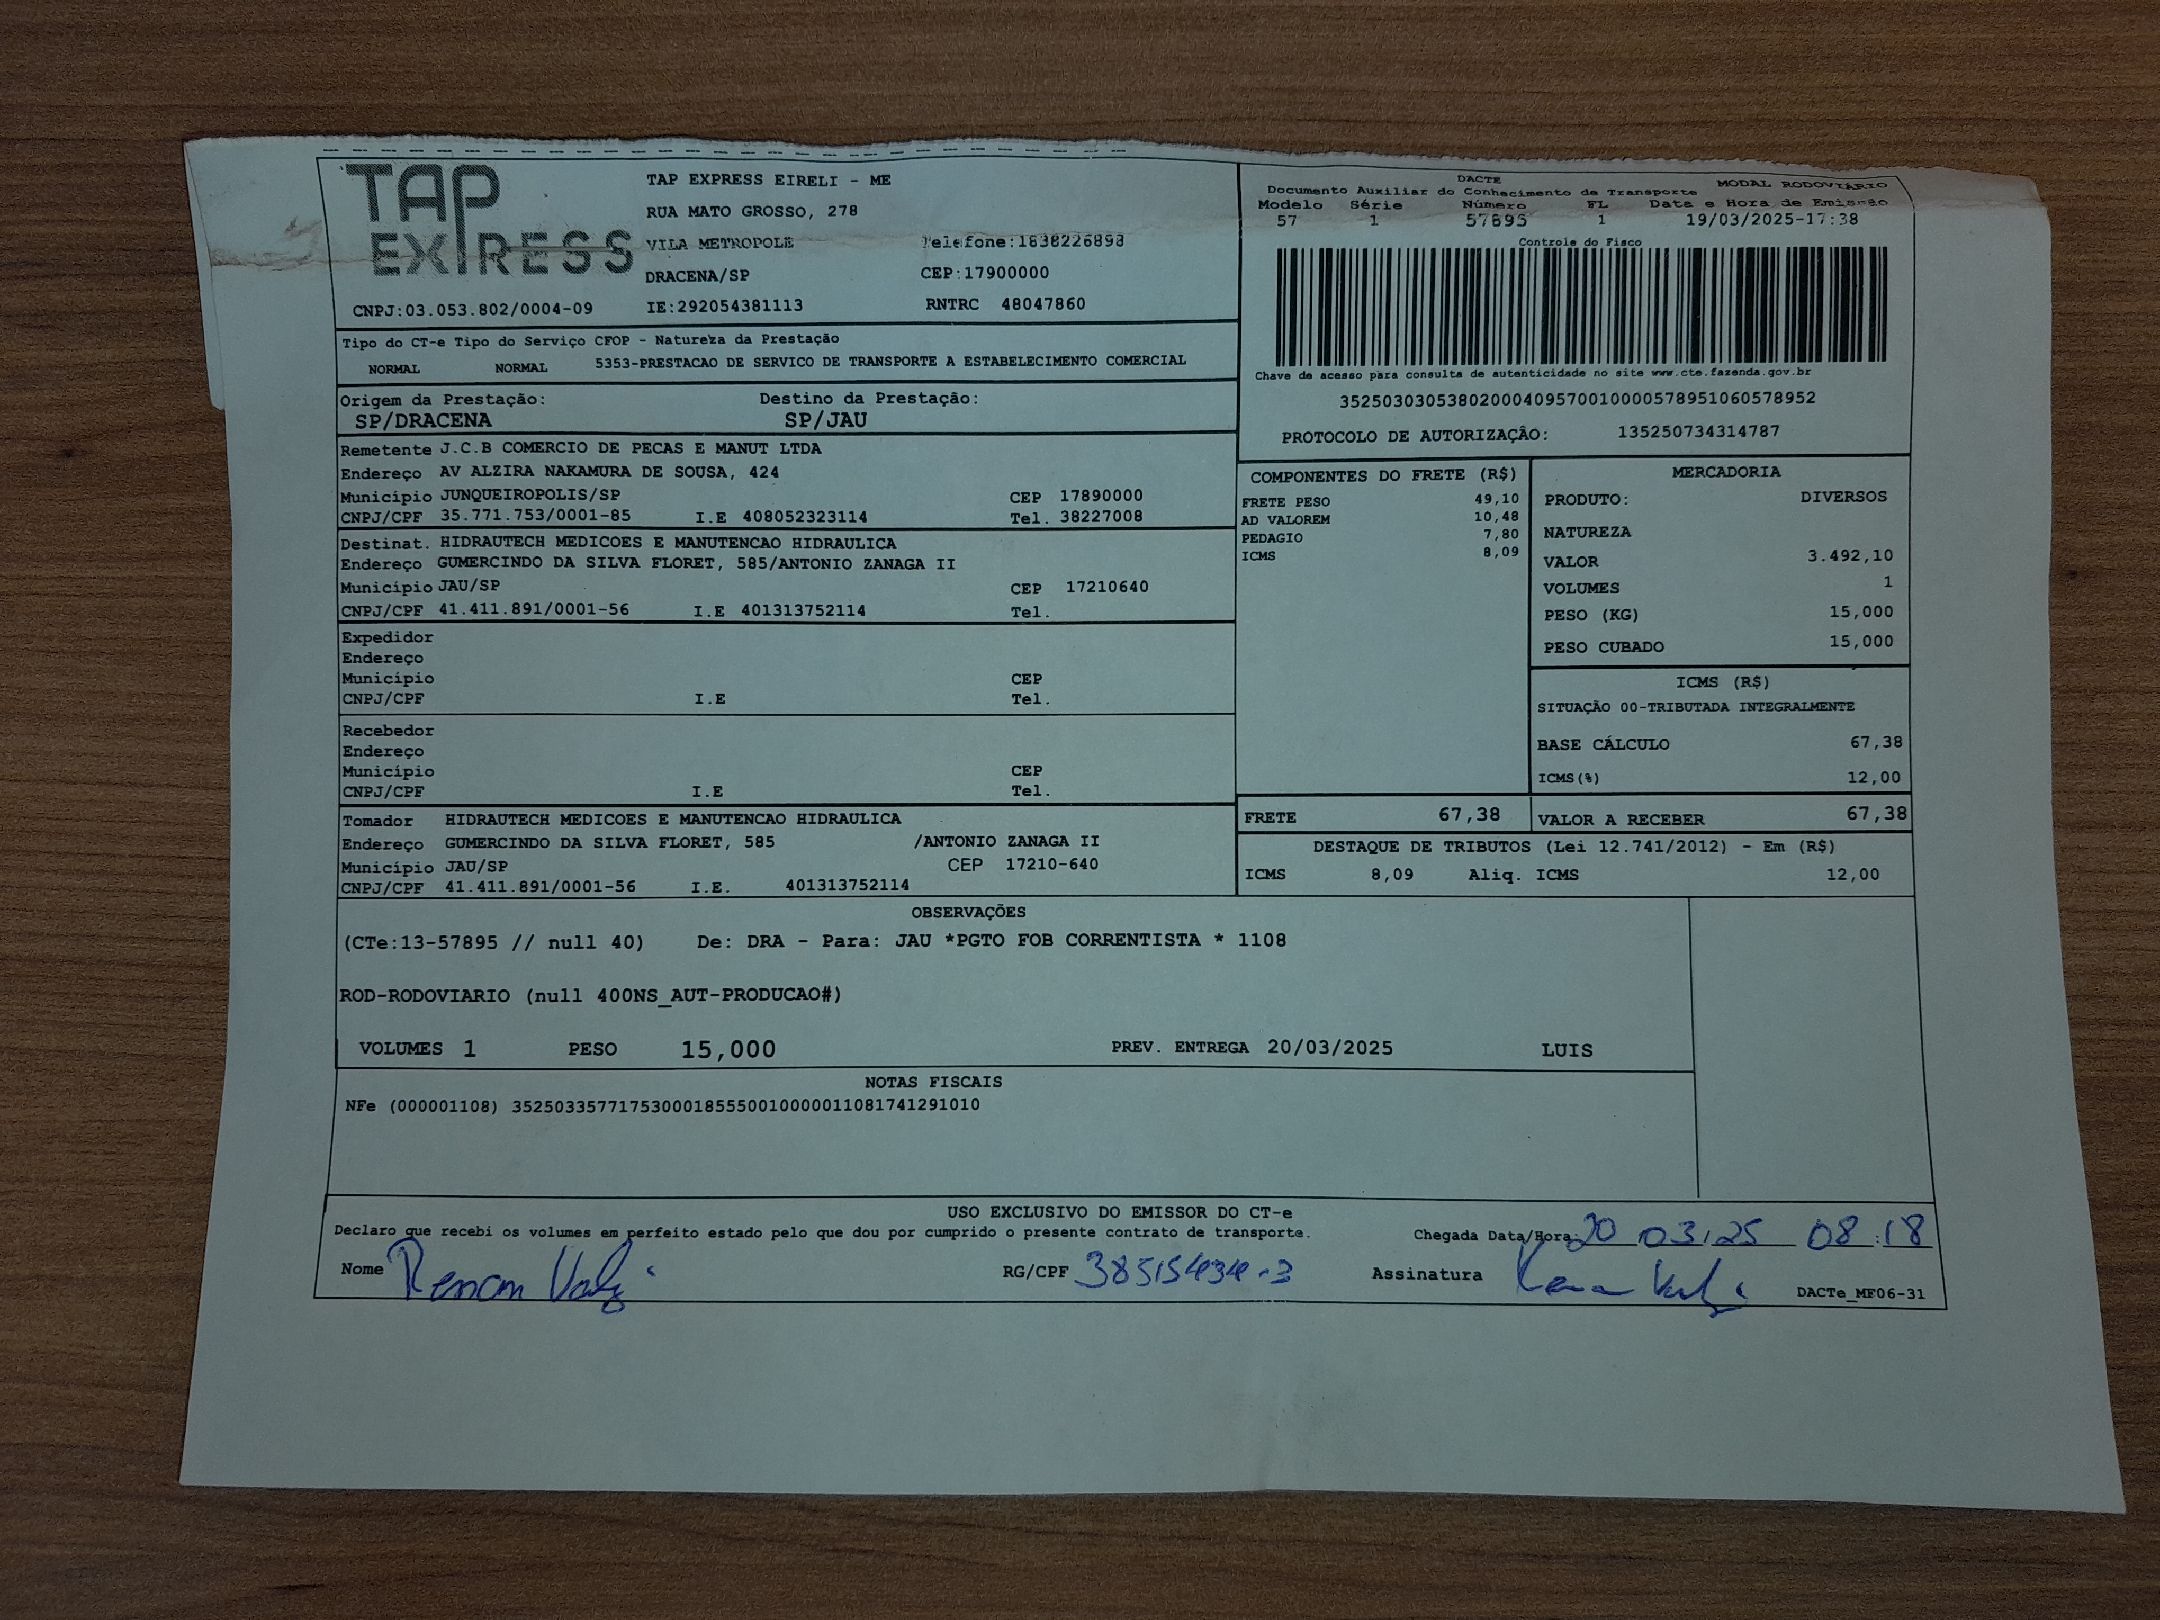 TAP EXPRESS
TAP EXPRESS EIRELI - ME
RUA MATO GROSSO, 278
VILA METROPOLE Telefone:1838226898
DRACENA/SP CEP:17900000
CNPJ:03.053.802/0004-09 IE:292054381113 RNTRC 48047860
DACTE MODAL RODOVIÁRIO
Documento Auxiliar do Conhecimento de Transporte
Modelo Série Número FL Data e Hora de Emissão
57 1 57895 1 19/03/2025-17:38
Controle do Fisco
Chave de acesso para consulta de autenticidade no site www.cte.fazenda.gov.br
35250303053802000409570010000578951060578952
PROTOCOLO DE AUTORIZAÇÃO: 135250734314787
Tipo do CT-e Tipo do Serviço CFOP - Natureza da Prestação
NORMAL NORMAL 5353-PRESTACAO DE SERVICO DE TRANSPORTE A ESTABELECIMENTO COMERCIAL
Origem da Prestação: Destino da Prestação:
SP/DRACENA SP/JAU
Remetente J.C.B COMERCIO DE PECAS E MANUT LTDA
Endereço AV ALZIRA NAKAMURA DE SOUSA, 424
Município JUNQUEIROPOLIS/SP CEP 17890000
CNPJ/CPF 35.771.753/0001-85 I.E 408052323114 Tel. 38227008
Destinat. HIDRAUTECH MEDICOES E MANUTENCAO HIDRAULICA
Endereço GUMERCINDO DA SILVA FLORET, 585/ANTONIO ZANAGA II
Município JAU/SP CEP 17210640
CNPJ/CPF 41.411.891/0001-56 I.E 401313752114 Tel.
Expedidor
Endereço
Município CEP
CNPJ/CPF I.E Tel.
Recebedor
Endereço
Município CEP
CNPJ/CPF I.E Tel.
Tomador HIDRAUTECH MEDICOES E MANUTENCAO HIDRAULICA
Endereço GUMERCINDO DA SILVA FLORET, 585 /ANTONIO ZANAGA II
Município JAU/SP CEP 17210-640
CNPJ/CPF 41.411.891/0001-56 I.E. 401313752114
COMPONENTES DO FRETE (R$)
FRETE PESO 49,10
AD VALOREM 10,48
PEDAGIO 7,80
ICMS 8,09
MERCADORIA
PRODUTO: DIVERSOS
NATUREZA
VALOR 3.492,10
VOLUMES 1
PESO (KG) 15,000
PESO CUBADO 15,000
ICMS (R$)
SITUAÇÃO 00-TRIBUTADA INTEGRALMENTE
BASE CÁLCULO 67,38
ICMS(%) 12,00
FRETE 67,38 VALOR A RECEBER 67,38
DESTAQUE DE TRIBUTOS (Lei 12.741/2012) - Em (R$)
ICMS 8,09 Aliq. ICMS 12,00
OBSERVAÇÕES
(CTe:13-57895 // null 40) De: DRA - Para: JAU *PGTO FOB CORRENTISTA * 1108
ROD-RODOVIARIO (null 400NS_AUT-PRODUCAO#)
VOLUMES 1 PESO 15,000 PREV. ENTREGA 20/03/2025 LUIS
NOTAS FISCAIS
NFe (000001108) 35250335771753000185550010000011081741291010
USO EXCLUSIVO DO EMISSOR DO CT-e
Declaro que recebi os volumes em perfeito estado pelo que dou por cumprido o presente contrato de transporte. Chegada Data/Hora: 20 03.25 08:18
Nome Renan RG/CPF 38515434-3 Assinatura DACTe_MF06-31